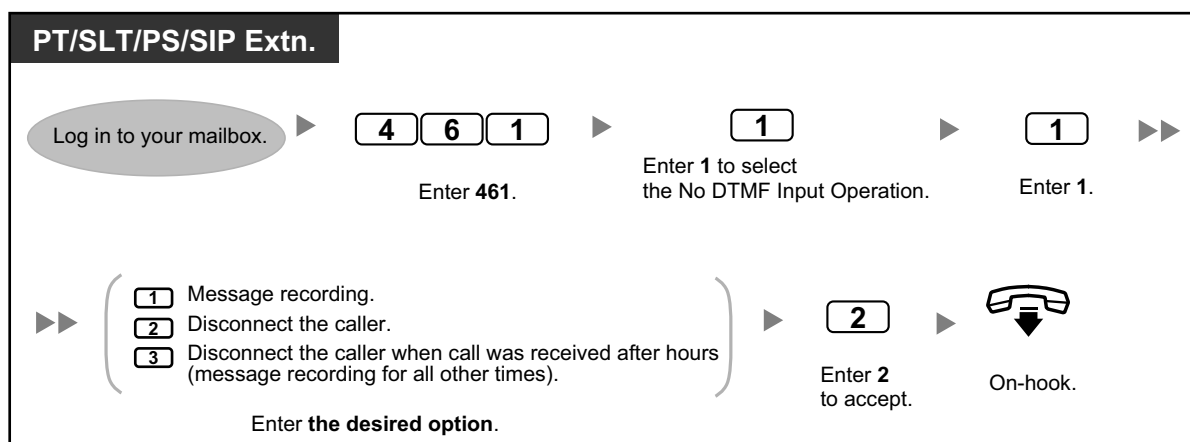 PT/SLT/PS/SIP Extn.
Log in to your mailbox.
4 6 1
Enter 461.
1
Enter 1 to select
the No DTMF Input Operation.
1
Enter 1.
1 Message recording.
2 Disconnect the caller.
3 Disconnect the caller when call was received after hours
(message recording for all other times).
Enter the desired option.
2
Enter 2
to accept.
On-hook.